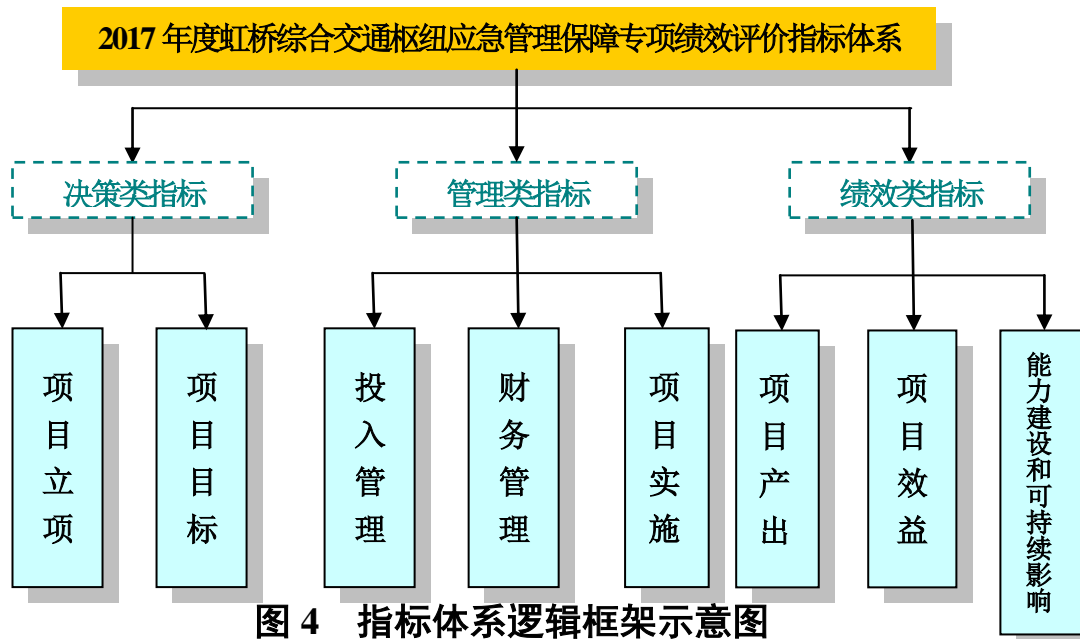 2017 年度虹桥综合交通枢纽应急管理保障专项绩效评价指标体系
决策类指标
管理类指标
绩效类指标
项目立项
项目目标
投入管理
财务管理
项目实施
项目产出
项目效益
能力建设和可持续影响
图 4 指标体系逻辑框架示意图